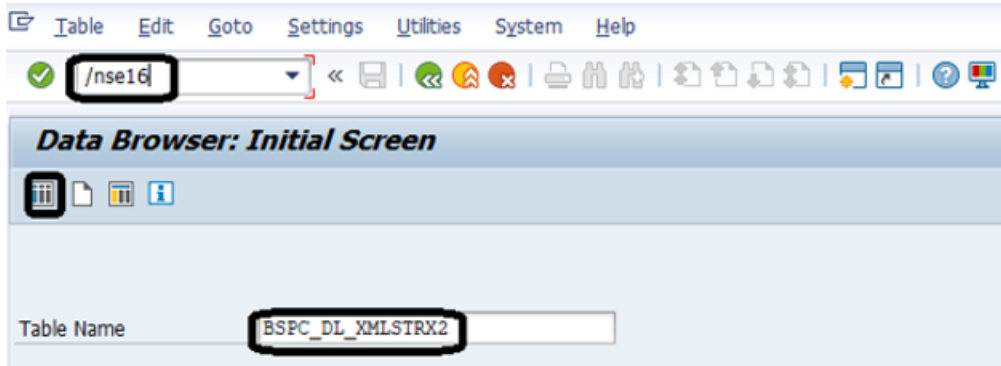 Table Edit Goto Settings Utilities System Help
/nse16
Data Browser: Initial Screen
Table Name BSPC_DL_XMLSTRX2